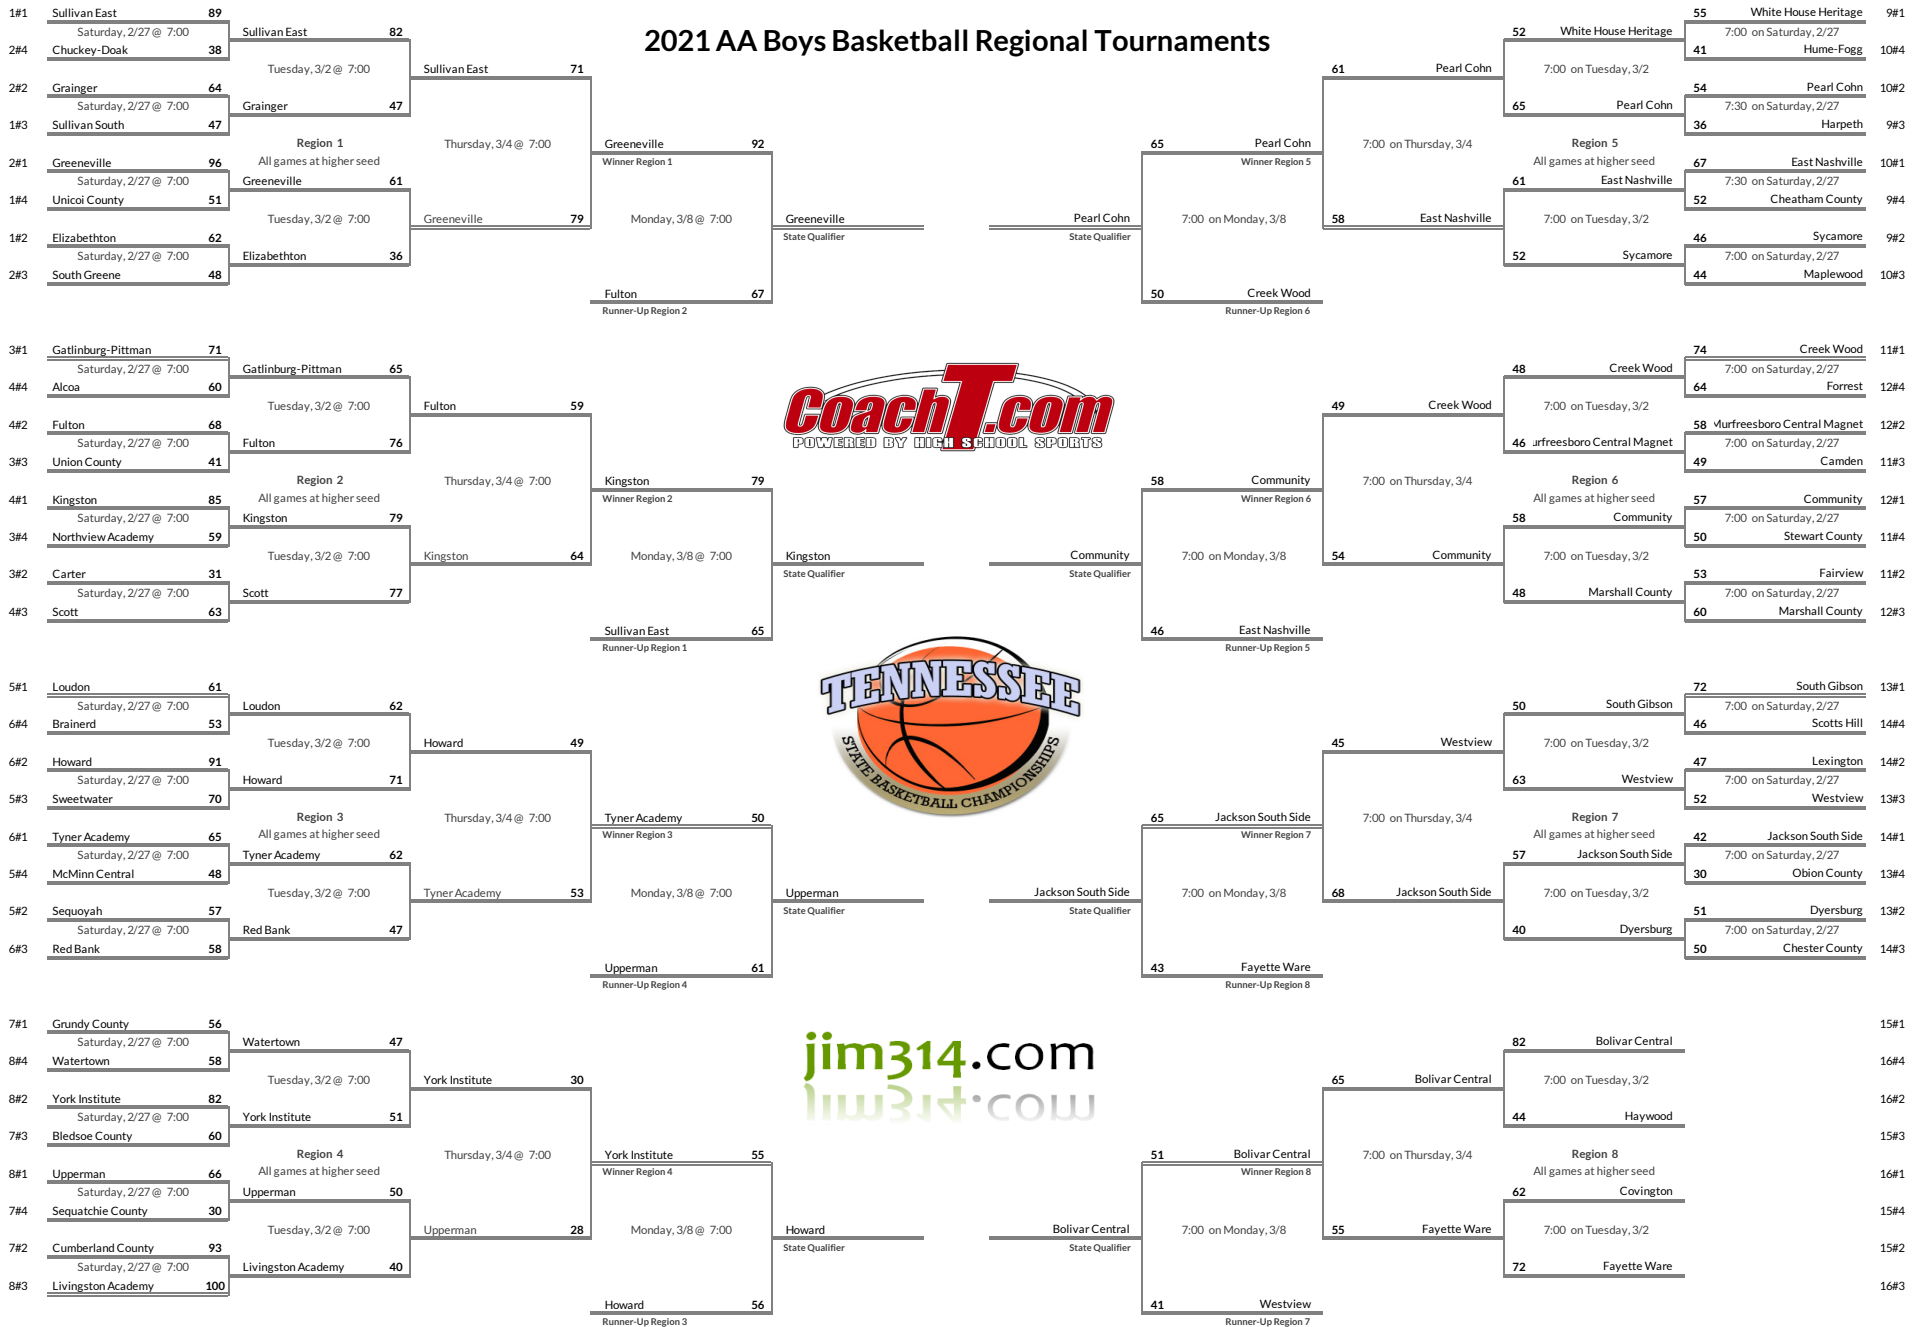 2021 AA Boys Basketball Regional Tournaments
1#1 Sullivan East 89
Saturday, 2/27 @ 7:00
2#4 Chuckey-Doak 38
2#2 Grainger 64
Saturday, 2/27 @ 7:00
1#3 Sullivan South 47
2#1 Greeneville 96
Saturday, 2/27 @ 7:00
1#4 Unicoi County 51
1#2 Elizabethton 62
Saturday, 2/27 @ 7:00
2#3 South Greene 48
Sullivan East 82
Tuesday, 3/2 @ 7:00
Grainger 47
Region 1
All games at higher seed
Greeneville 61
Tuesday, 3/2 @ 7:00
Elizabethton 36
Sullivan East 71
Thursday, 3/4 @ 7:00
Greeneville 79
Greeneville 92
Winner Region 1
Monday, 3/8 @ 7:00
Fulton 67
Runner-Up Region 2
Greeneville
State Qualifier
3#1 Gatlinburg-Pittman 71
Saturday, 2/27 @ 7:00
4#4 Alcoa 60
4#2 Fulton 68
Saturday, 2/27 @ 7:00
3#3 Union County 41
4#1 Kingston 85
Saturday, 2/27 @ 7:00
3#4 Northview Academy 59
3#2 Carter 31
Saturday, 2/27 @ 7:00
4#3 Scott 63
Gatlinburg-Pittman 65
Tuesday, 3/2 @ 7:00
Fulton 76
Region 2
All games at higher seed
Kingston 79
Tuesday, 3/2 @ 7:00
Scott 77
Fulton 59
Thursday, 3/4 @ 7:00
Kingston 64
Kingston 79
Winner Region 2
Monday, 3/8 @ 7:00
Sullivan East 65
Runner-Up Region 1
Kingston
State Qualifier
5#1 Loudon 61
Saturday, 2/27 @ 7:00
6#4 Brainerd 53
6#2 Howard 91
Saturday, 2/27 @ 7:00
5#3 Sweetwater 70
6#1 Tyner Academy 65
Saturday, 2/27 @ 7:00
5#4 McMinn Central 48
5#2 Sequoyah 57
Saturday, 2/27 @ 7:00
6#3 Red Bank 58
Loudon 62
Tuesday, 3/2 @ 7:00
Howard 71
Region 3
All games at higher seed
Tyner Academy 62
Tuesday, 3/2 @ 7:00
Red Bank 47
Howard 49
Thursday, 3/4 @ 7:00
Tyner Academy 53
Tyner Academy 50
Winner Region 3
Monday, 3/8 @ 7:00
Upperman 61
Runner-Up Region 4
Upperman
State Qualifier
7#1 Grundy County 56
Saturday, 2/27 @ 7:00
8#4 Watertown 58
8#2 York Institute 82
Saturday, 2/27 @ 7:00
7#3 Bledsoe County 60
8#1 Upperman 66
Saturday, 2/27 @ 7:00
7#4 Sequatchie County 30
7#2 Cumberland County 93
Saturday, 2/27 @ 7:00
8#3 Livingston Academy 100
Watertown 47
Tuesday, 3/2 @ 7:00
York Institute 51
Region 4
All games at higher seed
Upperman 50
Tuesday, 3/2 @ 7:00
Livingston Academy 40
York Institute 30
Thursday, 3/4 @ 7:00
Upperman 28
York Institute 55
Winner Region 4
Monday, 3/8 @ 7:00
Howard 56
Runner-Up Region 3
Howard
State Qualifier
CoachT.com
POWERED BY HIGH SCHOOL SPORTS
TENNESSEE
STATE BASKETBALL CHAMPIONSHIPS
jim314.com
55 White House Heritage 9#1
7:00 on Saturday, 2/27
41 Hume-Fogg 10#4
54 Pearl Cohn 10#2
7:30 on Saturday, 2/27
36 Harpeth 9#3
67 East Nashville 10#1
7:30 on Saturday, 2/27
52 Cheatham County 9#4
46 Sycamore 9#2
7:00 on Saturday, 2/27
44 Maplewood 10#3
52 White House Heritage
7:00 on Tuesday, 3/2
65 Pearl Cohn
Region 5
All games at higher seed
61 East Nashville
7:00 on Tuesday, 3/2
52 Sycamore
61 Pearl Cohn
7:00 on Thursday, 3/4
58 East Nashville
65 Pearl Cohn
Winner Region 5
7:00 on Monday, 3/8
50 Creek Wood
Runner-Up Region 6
Pearl Cohn
State Qualifier
74 Creek Wood 11#1
7:00 on Saturday, 2/27
64 Forrest 12#4
58 Murfreesboro Central Magnet 12#2
7:00 on Saturday, 2/27
49 Camden 11#3
57 Community 12#1
7:00 on Saturday, 2/27
50 Stewart County 11#4
53 Fairview 11#2
7:00 on Saturday, 2/27
60 Marshall County 12#3
48 Creek Wood
7:00 on Tuesday, 3/2
46 urfreesboro Central Magnet
Region 6
All games at higher seed
58 Community
7:00 on Tuesday, 3/2
48 Marshall County
49 Creek Wood
7:00 on Thursday, 3/4
54 Community
58 Community
Winner Region 6
7:00 on Monday, 3/8
46 East Nashville
Runner-Up Region 5
Community
State Qualifier
72 South Gibson 13#1
7:00 on Saturday, 2/27
46 Scotts Hill 14#4
47 Lexington 14#2
7:00 on Saturday, 2/27
52 Westview 13#3
42 Jackson South Side 14#1
7:00 on Saturday, 2/27
30 Obion County 13#4
51 Dyersburg 13#2
7:00 on Saturday, 2/27
50 Chester County 14#3
50 South Gibson
7:00 on Tuesday, 3/2
63 Westview
Region 7
All games at higher seed
57 Jackson South Side
7:00 on Tuesday, 3/2
40 Dyersburg
45 Westview
7:00 on Thursday, 3/4
68 Jackson South Side
65 Jackson South Side
Winner Region 7
7:00 on Monday, 3/8
43 Fayette Ware
Runner-Up Region 8
Jackson South Side
State Qualifier
15#1
16#4
16#2
15#3
16#1
15#4
15#2
16#3
82 Bolivar Central
7:00 on Tuesday, 3/2
44 Haywood
Region 8
All games at higher seed
62 Covington
7:00 on Tuesday, 3/2
72 Fayette Ware
65 Bolivar Central
7:00 on Thursday, 3/4
55 Fayette Ware
51 Bolivar Central
Winner Region 8
7:00 on Monday, 3/8
41 Westview
Runner-Up Region 7
Bolivar Central
State Qualifier